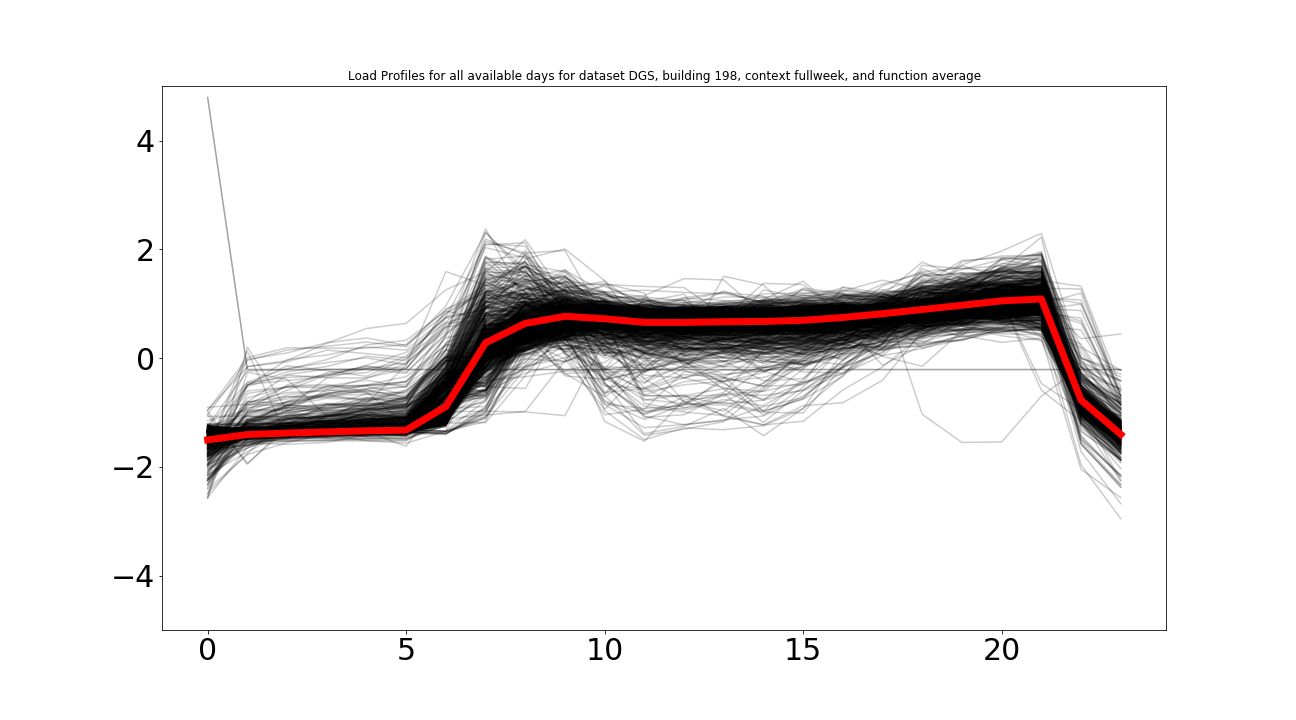 Load Profiles for all available days for dataset DGS, building 198, context fullweek, and function average
4
2
0
−2
−4
0 5 10 15 20